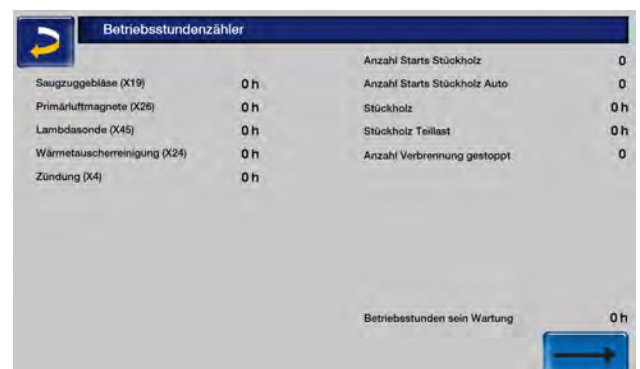 Betriebsstundenzähler
Saugzuggebläse (X19) 0 h
Primärluftmagnete (X26) 0 h
Lambdasonde (X45) 0 h
Wärmetauscherreinigung (X24) 0 h
Zündung (X4) 0 h
Anzahl Starts Stückholz 0
Anzahl Starts Stückholz Auto 0
Stückholz 0 h
Stückholz Teillast 0 h
Anzahl Verbrennung gestoppt 0
Betriebsstunden sein Wartung 0 h